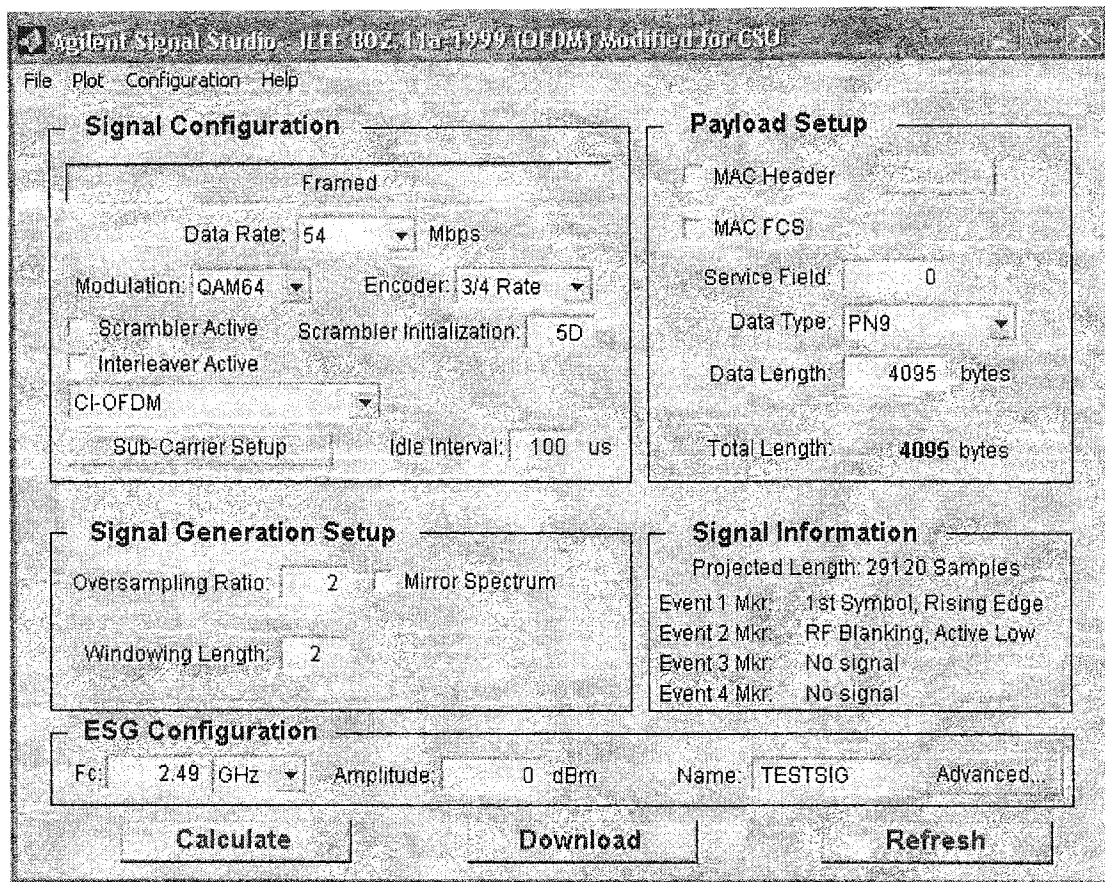 Agilent Signal Studio - IEEE 802.11a-1999 (OFDM) Modified for CSU
File Plot Configuration Help
Signal Configuration
Framed
Data Rate: 54 Mbps
Modulation: QAM64 Encoder: 3/4 Rate
Scrambler Active Scrambler Initialization: 5D
Interleaver Active
CI-OFDM
Sub-Carrier Setup Idle Interval: 100 us
Payload Setup
MAC Header
MAC FCS
Service Field: 0
Data Type: PN9
Data Length: 4095 bytes
Total Length: 4095 bytes
Signal Generation Setup
Oversampling Ratio: 2 Mirror Spectrum
Windowing Length: 2
Signal Information
Projected Length: 29120 Samples
Event 1 Mkr: 1st Symbol, Rising Edge
Event 2 Mkr: RF Blanking, Active Low
Event 3 Mkr: No signal
Event 4 Mkr: No signal
ESG Configuration
Fc: 2.49 GHz Amplitude: 0 dBm Name: TESTSIG Advanced...
Calculate Download Refresh